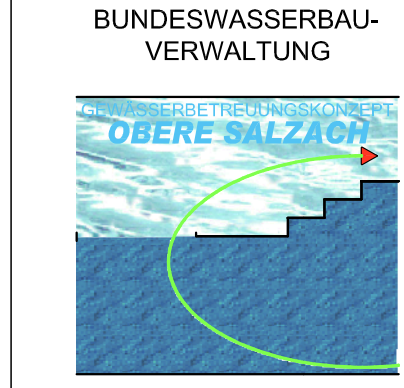 BUNDESWASSERBAU-
VERWALTUNG
GEWÄSSERBETREUUNGSKONZEPT
OBERE SALZACH